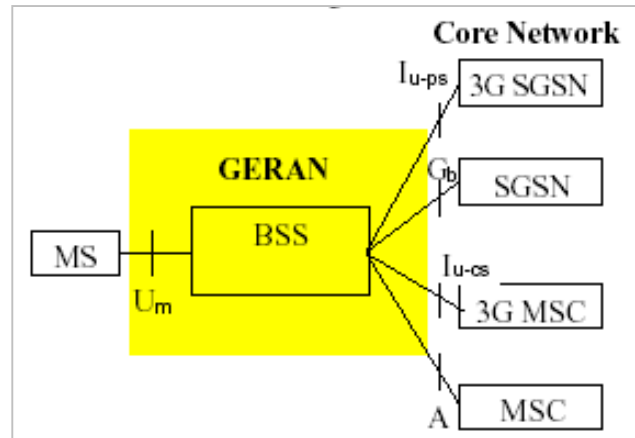 Core Network
Iu-ps
3G SGSN
GERAN
Gb
SGSN
BSS
MS
Um
Iu-cs
3G MSC
A
MSC